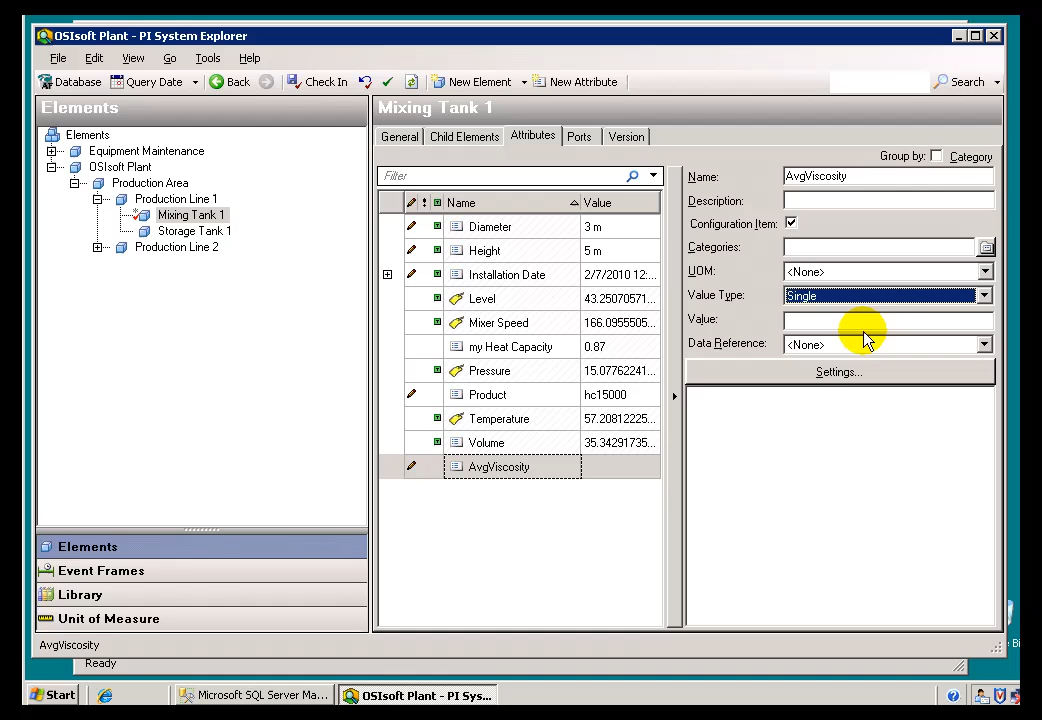 OSIsoft Plant - PI System Explorer
File Edit View Go Tools Help
Database Query Date Back Check In New Element New Attribute Search
Elements
Elements
Equipment Maintenance
OSIsoft Plant
Production Area
Production Line 1
Mixing Tank 1
Storage Tank 1
Production Line 2
Elements
Event Frames
Library
Unit of Measure
Mixing Tank 1
General Child Elements Attributes Ports Version
Group by: Category
Filter
Name Value
Diameter 3 m
Height 5 m
Installation Date 2/7/2010 12:...
Level 43.25070571...
Mixer Speed 166.0955505...
my Heat Capacity 0.87
Pressure 15.07762241...
Product hc15000
Temperature 57.20812225...
Volume 35.34291735...
AvgViscosity
Name: AvgViscosity
Description:
Configuration Item:
Categories:
UOM: <None>
Value Type: Single
Value:
Data Reference: <None>
Settings...
AvgViscosity
Ready
Start Microsoft SQL Server Ma... OSIsoft Plant - PI Sys...